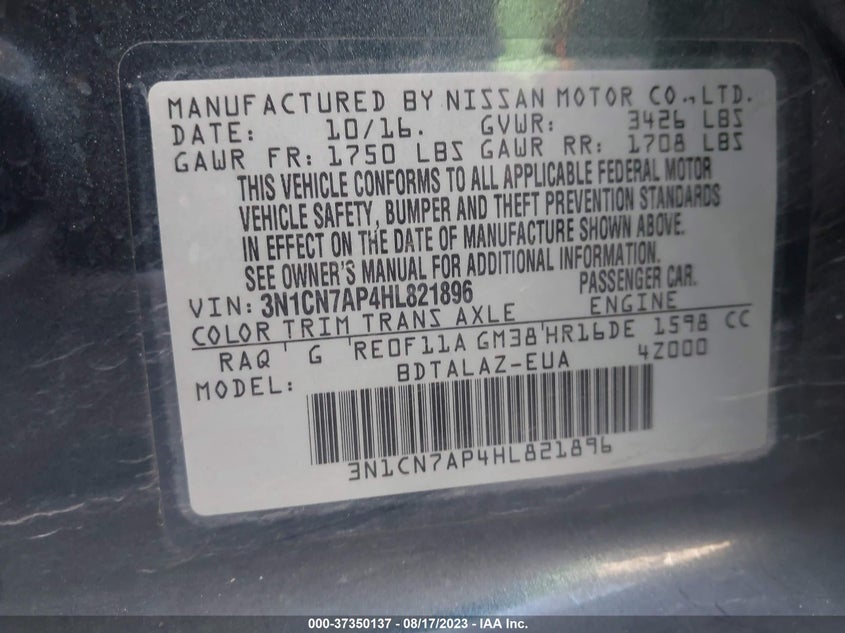 MANUFACTURED BY NISSAN MOTOR CO.,LTD.
DATE: 10/16. GVWR: 3426 LBS
GAWR FR: 1750 LBS GAWR RR: 1708 LBS
THIS VEHICLE CONFORMS TO ALL APPLICABLE FEDERAL MOTOR
VEHICLE SAFETY, BUMPER AND THEFT PREVENTION STANDARDS
IN EFFECT ON THE DATE OF MANUFACTURE SHOWN ABOVE.
SEE OWNER'S MANUAL FOR ADDITIONAL INFORMATION.
VIN: 3N1CN7AP4HL821896 PASSENGER CAR.
COLOR TRIM TRANS AXLE ENGINE
RAQ G RE0F11A GM38 HR16DE 1598 CC
MODEL: BDTALAZ-EUA 4Z000
3N1CN7AP4HL821896
000-37350137 - 08/17/2023 - © IAA Inc.